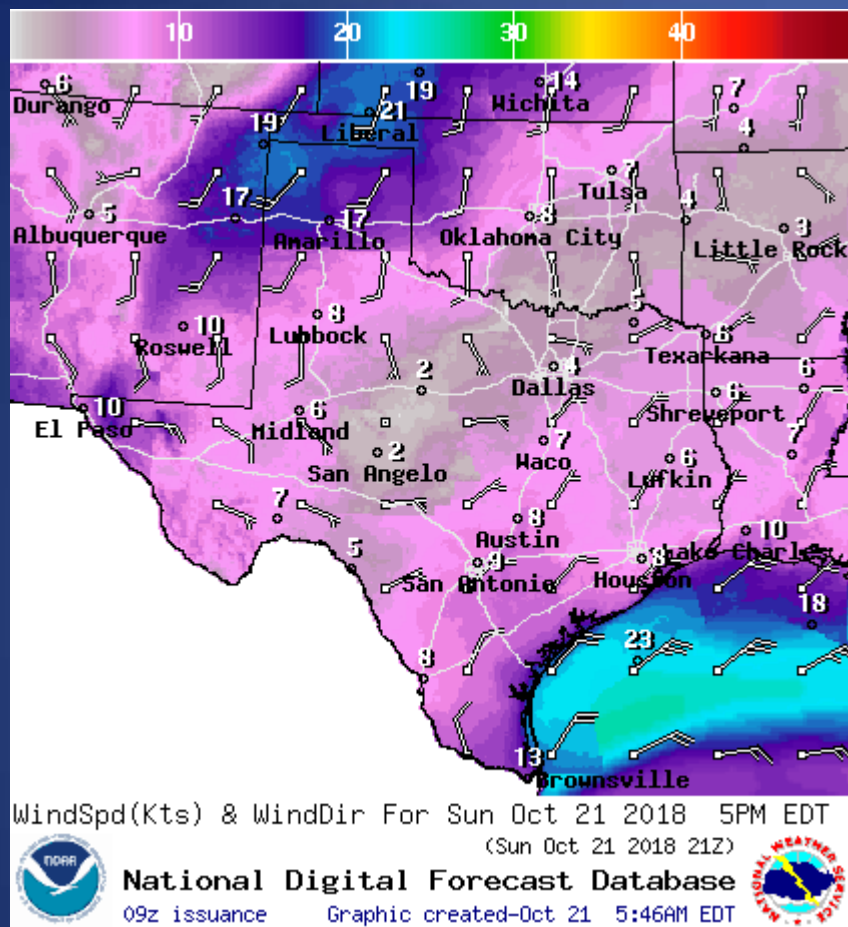 10 20 30 40
6 19 14 7
Durango Wichita
21
Liberal
19 4
7
Tulsa
5 17 17 8 4 3
Albuquerque Amarillo Oklahoma City Little Rock
10 8 5
Roswell Lubbock 6
Texarkana
2 4
Dallas
10 6 6 6
El Paso Midland Shreveport
2 7 6 7
San Angelo Waco Lufkin
7 8 10
Austin
Lake Charles
5 9 8
San Antonio Houston
18
8 23
13
Brownsville
WindSpd(Kts) & WindDir For Sun Oct 21 2018 5PM EDT
(Sun Oct 21 2018 21Z)
NOAA
National Digital Forecast Database
09z issuance Graphic created-Oct 21 5:46AM EDT
NATIONAL WEATHER SERVICE